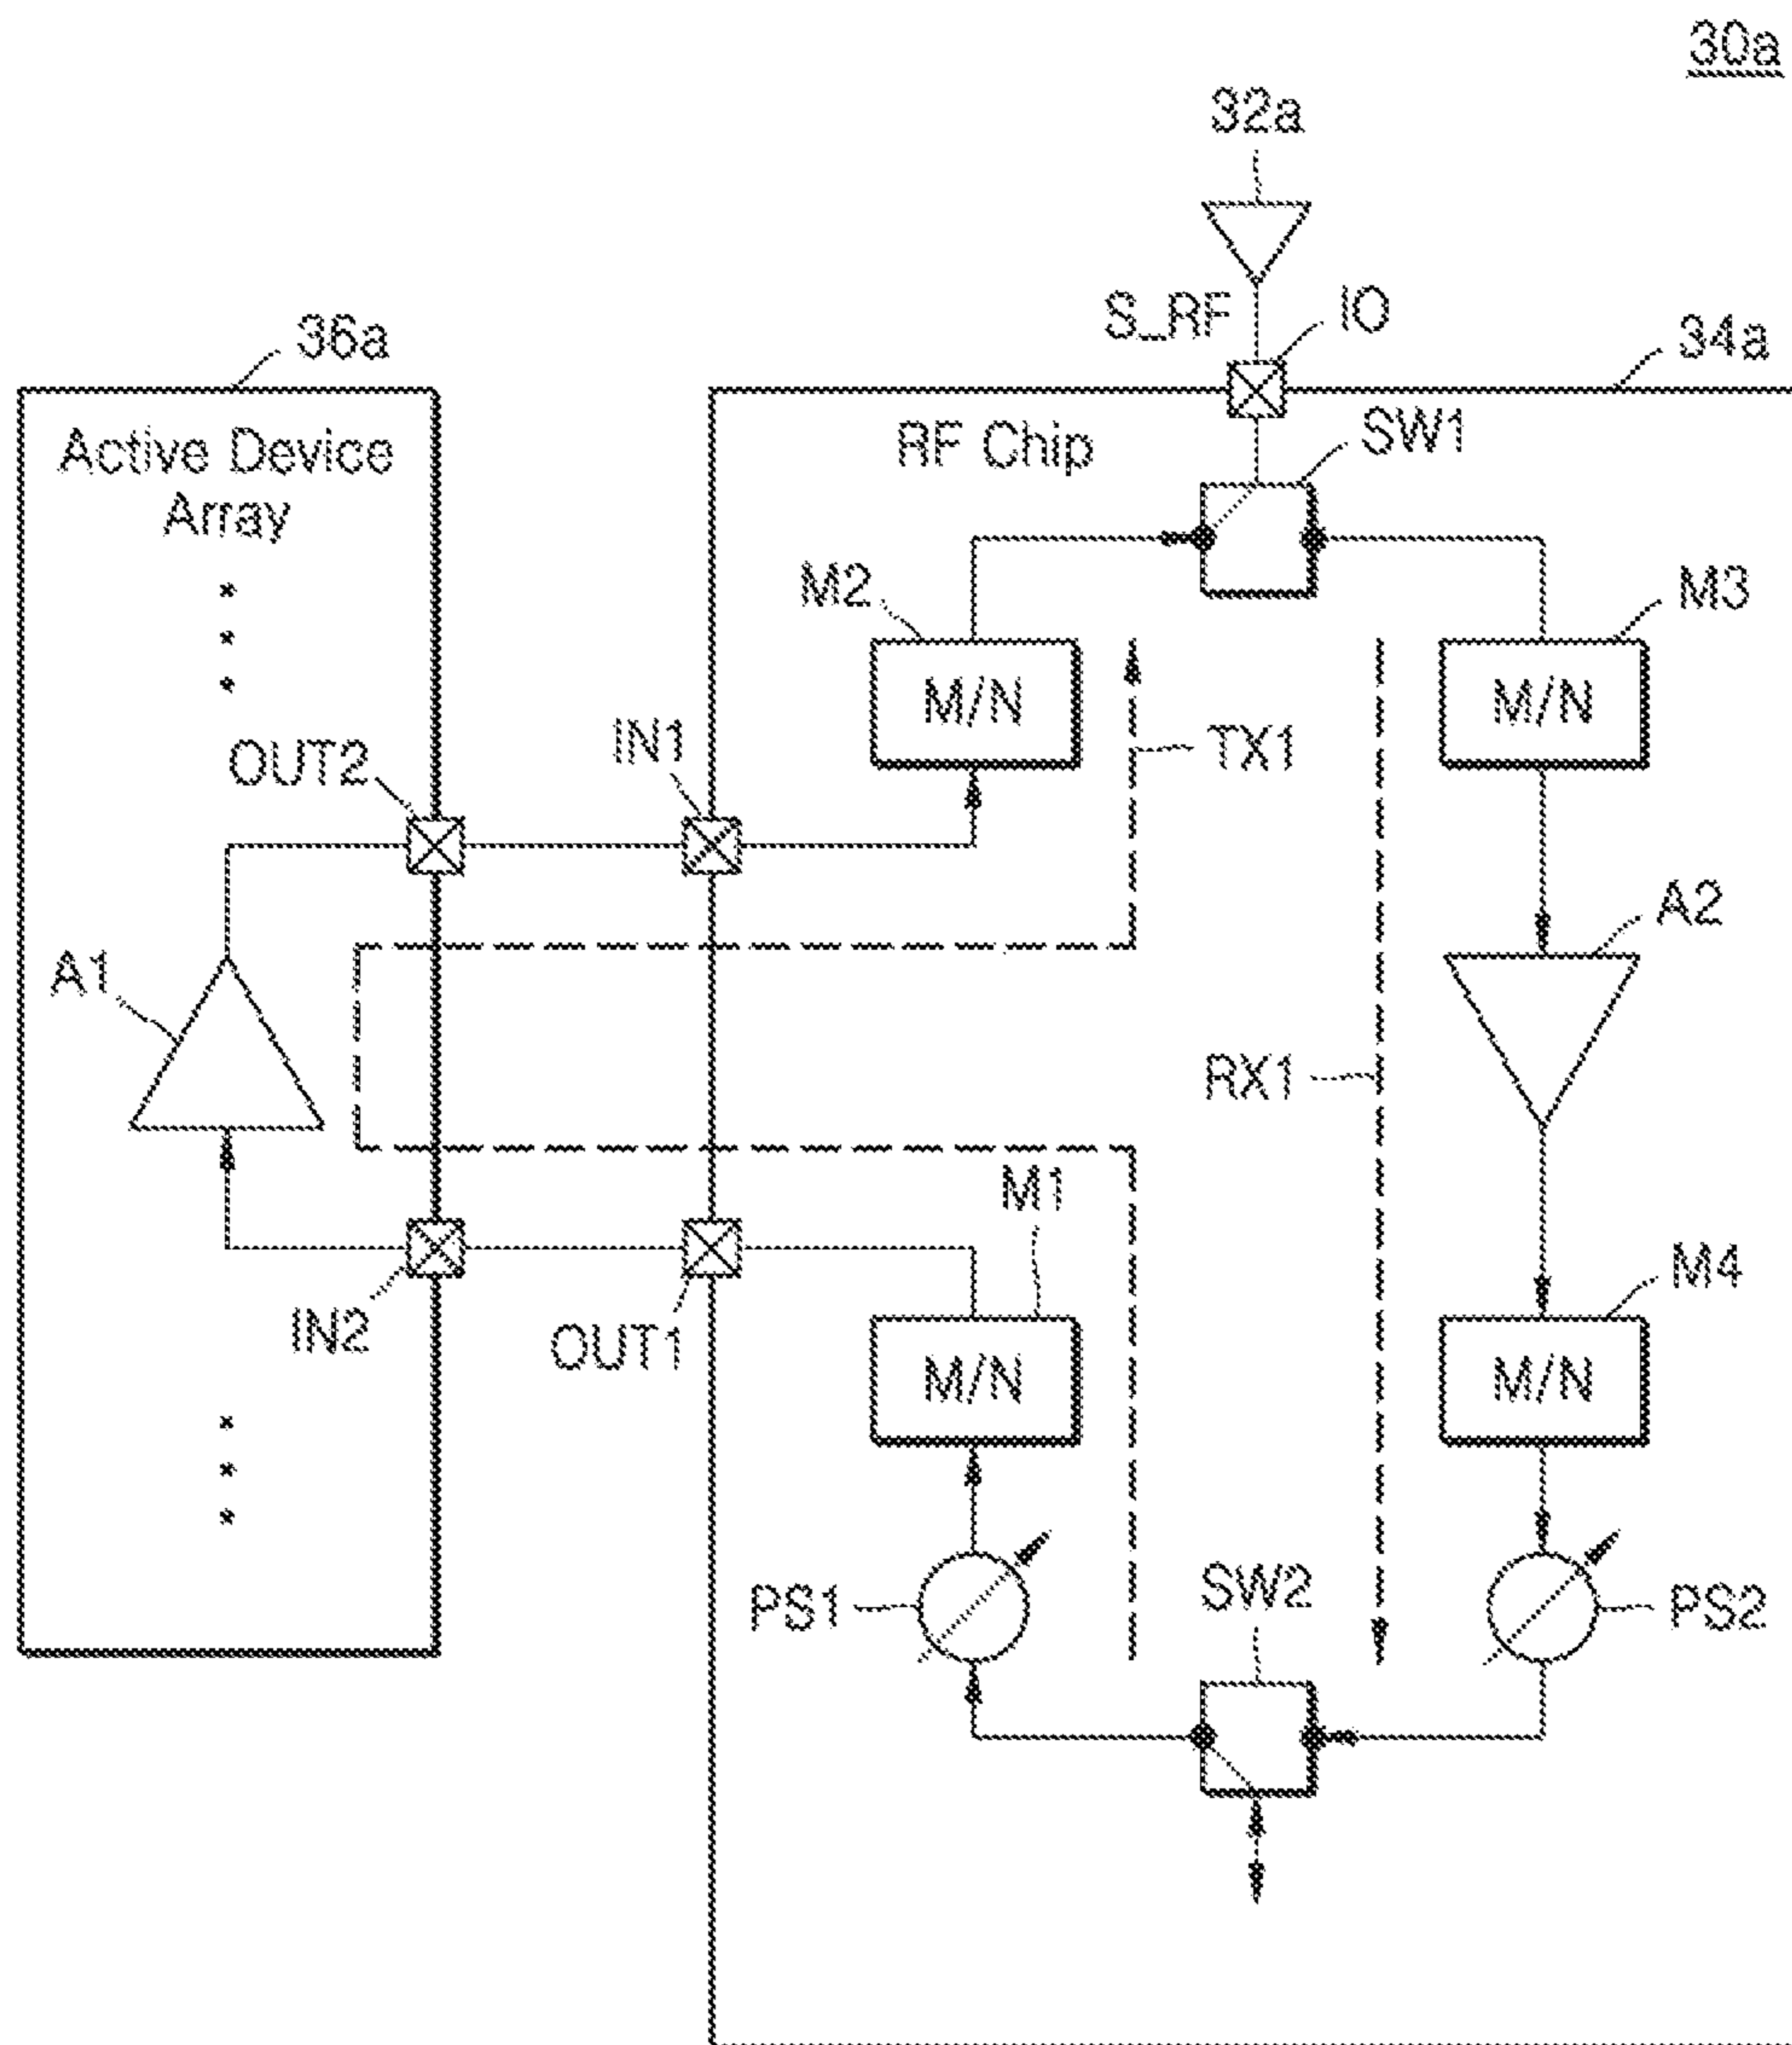 30a
32a
S_RF
IO
36a
34a
Active Device
Array
RF Chip
SW1
M2
M3
M/N
M/N
OUT2
IN1
TX1
A1
A2
RX1
M1
IN2
OUT1
M4
M/N
M/N
PS1
SW2
PS2